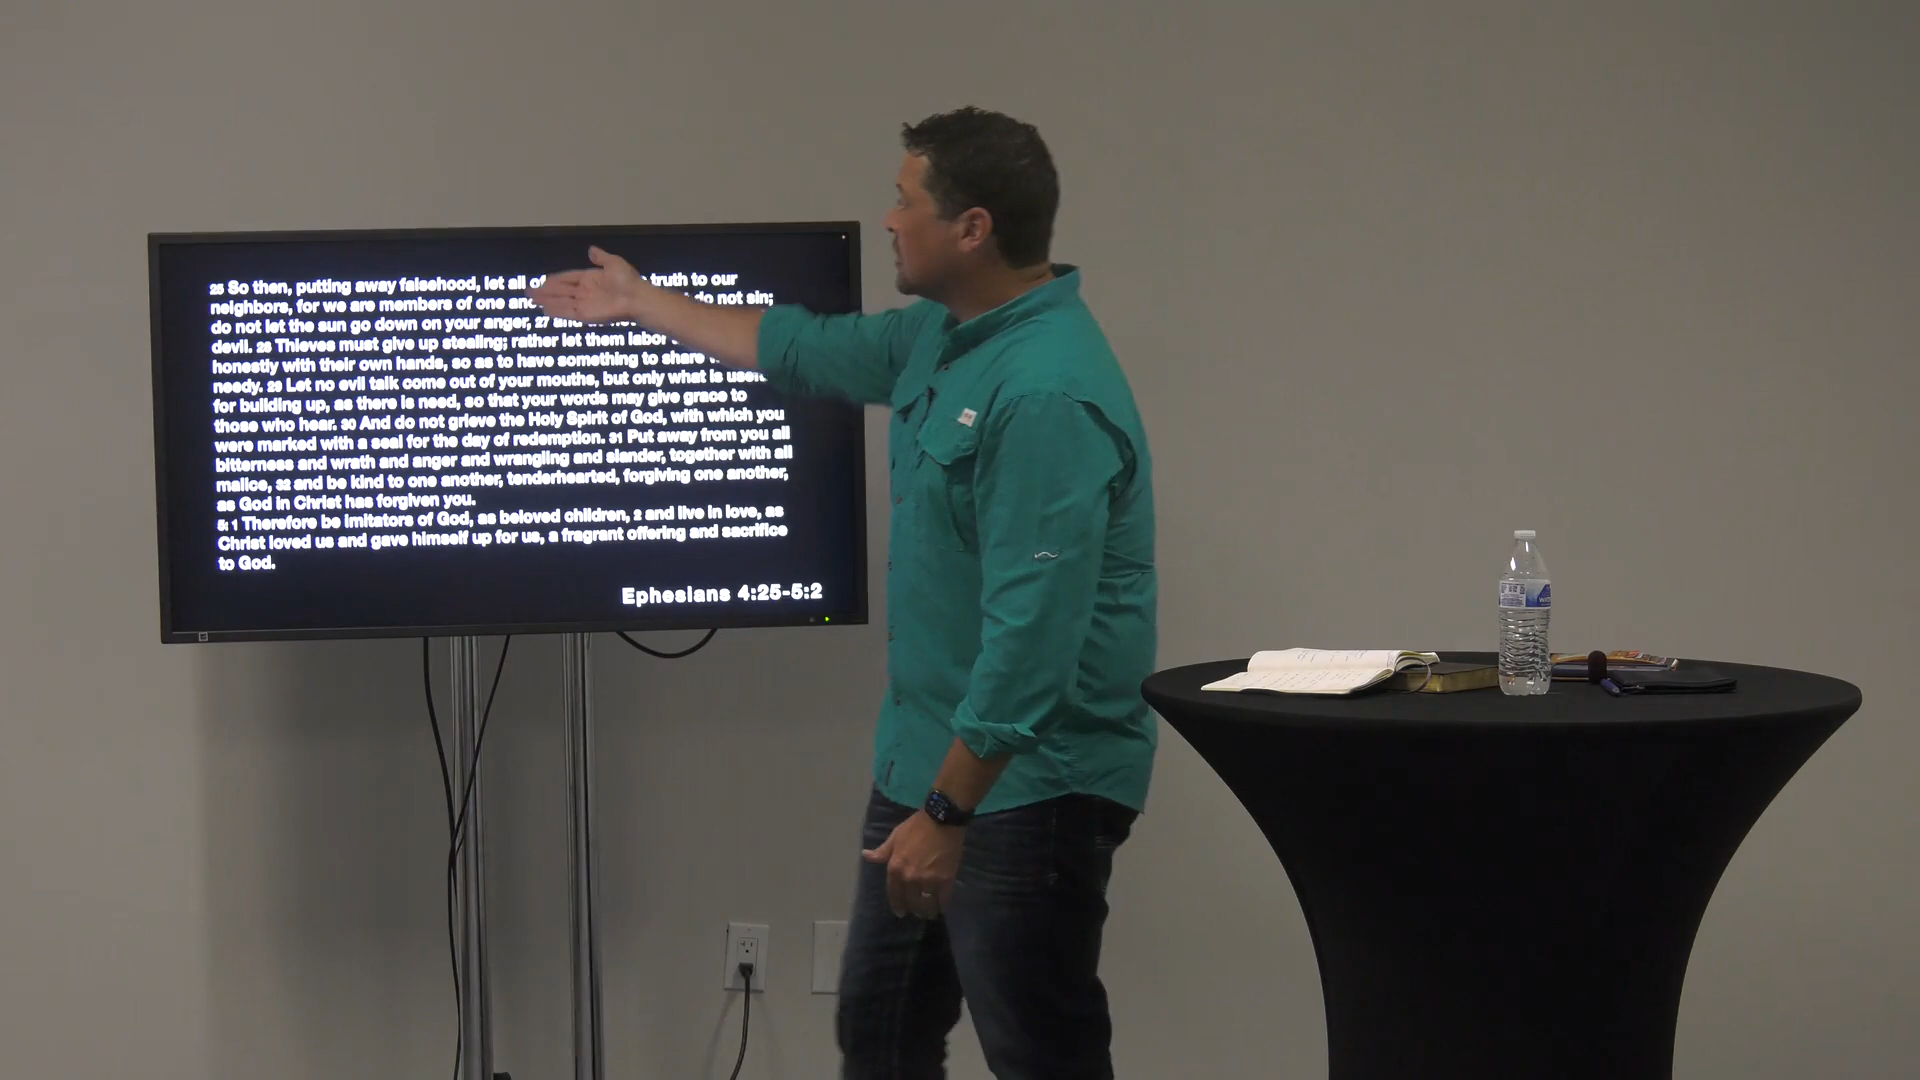 25 So then, putting away falsehood, let all of truth to our
neighbors, for we are members of one do not sin;
do not let the sun go down on your anger, 27 and
devil. 28 Thieves must give up stealing; rather let them labor
honestly with their own hands, so as to have something to share
needy. 29 Let no evil talk come out of your mouths, but only what is
for building up, as there is need, so that your words may give grace to
those who hear. 30 And do not grieve the Holy Spirit of God, with which you
were marked with a seal for the day of redemption. 31 Put away from you all
bitterness and wrath and anger and wrangling and slander, together with all
malice, 32 and be kind to one another, tenderhearted, forgiving one another,
as God in Christ has forgiven you.
5: 1 Therefore be imitators of God, as beloved children, 2 and live in love, as
Christ loved us and gave himself up for us, a fragrant offering and sacrifice
to God.
Ephesians 4:25-5:2